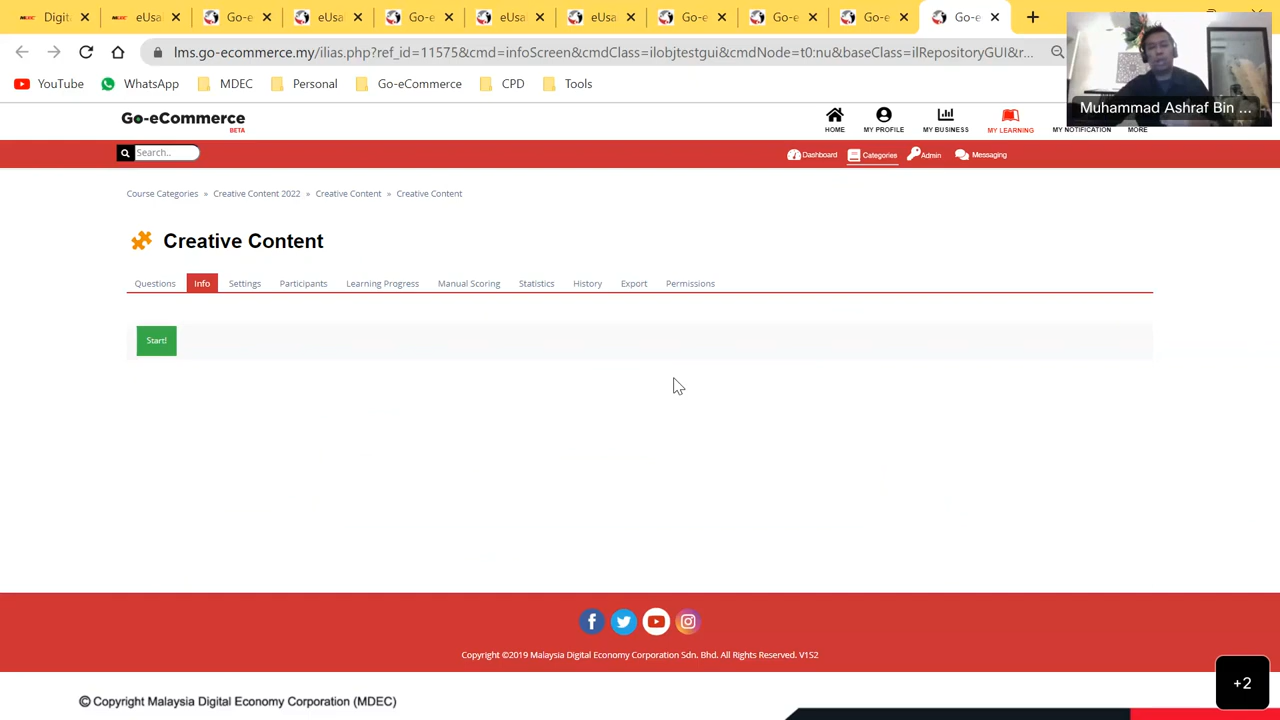 Digit
eUsa
Go-e
eUsa
Go-e
eUsa
eUsa
Go-e
Go-e
Go-e
Go-e
lms.go-ecommerce.my/ilias.php?ref_id=11575&cmd=infoScreen&cmdClass=ilobjtestgui&cmdNode=t0:nu&baseClass=ilRepositoryGUI&r...
YouTube
WhatsApp
MDEC
Personal
Go-eCommerce
CPD
Tools
Muhammad Ashraf Bin ...
Go-eCommerce
BETA
HOME
MY PROFILE
MY BUSINESS
MY LEARNING
MY NOTIFICATION
MORE
Search..
Dashboard
Categories
Admin
Messaging
Course Categories » Creative Content 2022 » Creative Content » Creative Content
Creative Content
Questions
Info
Settings
Participants
Learning Progress
Manual Scoring
Statistics
History
Export
Permissions
Start!
Copyright ©2019 Malaysia Digital Economy Corporation Sdn. Bhd. All Rights Reserved. V1S2
© Copyright Malaysia Digital Economy Corporation (MDEC)
+2